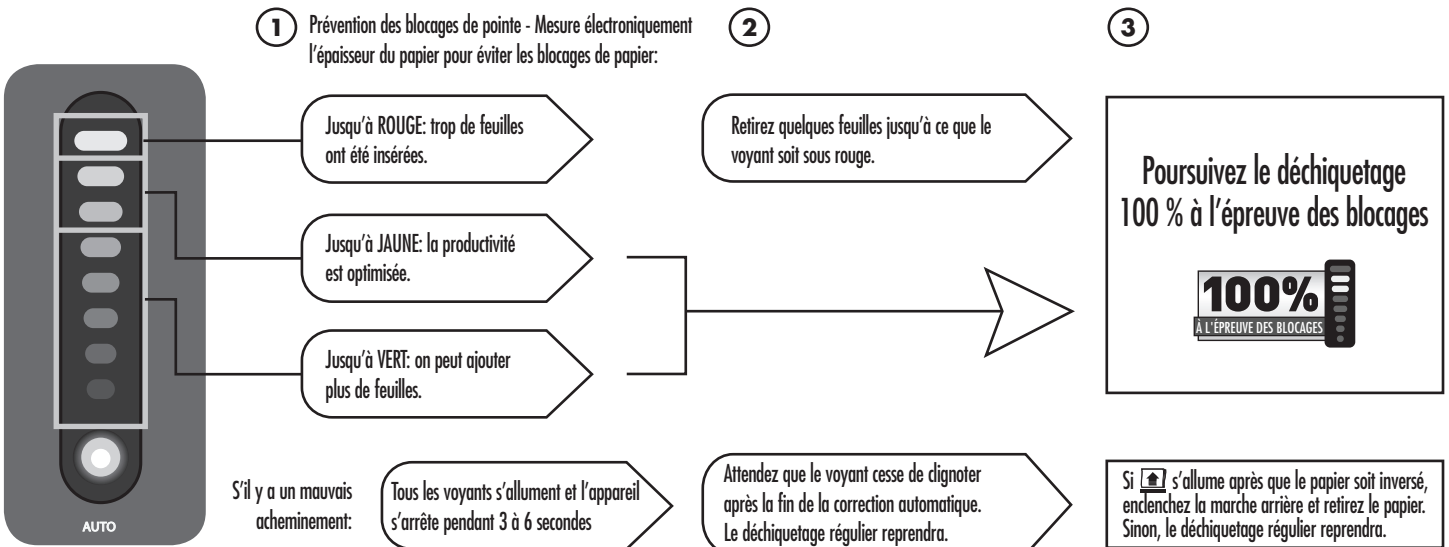 1
Prévention des blocages de pointe - Mesure électroniquement
l'épaisseur du papier pour éviter les blocages de papier:
2
3
Jusqu'à ROUGE: trop de feuilles
ont été insérées.
Retirez quelques feuilles jusqu'à ce que le
voyant soit sous rouge.
Poursuivez le déchiquetage
100 % à l'épreuve des blocages
Jusqu'à JAUNE: la productivité
est optimisée.
100%
À L'ÉPREUVE DES BLOCAGES
Jusqu'à VERT: on peut ajouter
plus de feuilles.
AUTO
S'il y a un mauvais
acheminement:
Tous les voyants s'allument et l'appareil
s'arrête pendant 3 à 6 secondes
Attendez que le voyant cesse de clignoter
après la fin de la correction automatique.
Le déchiquetage régulier reprendra.
Si s'allume après que le papier soit inversé,
enclenchez la marche arrière et retirez le papier.
Sinon, le déchiquetage régulier reprendra.